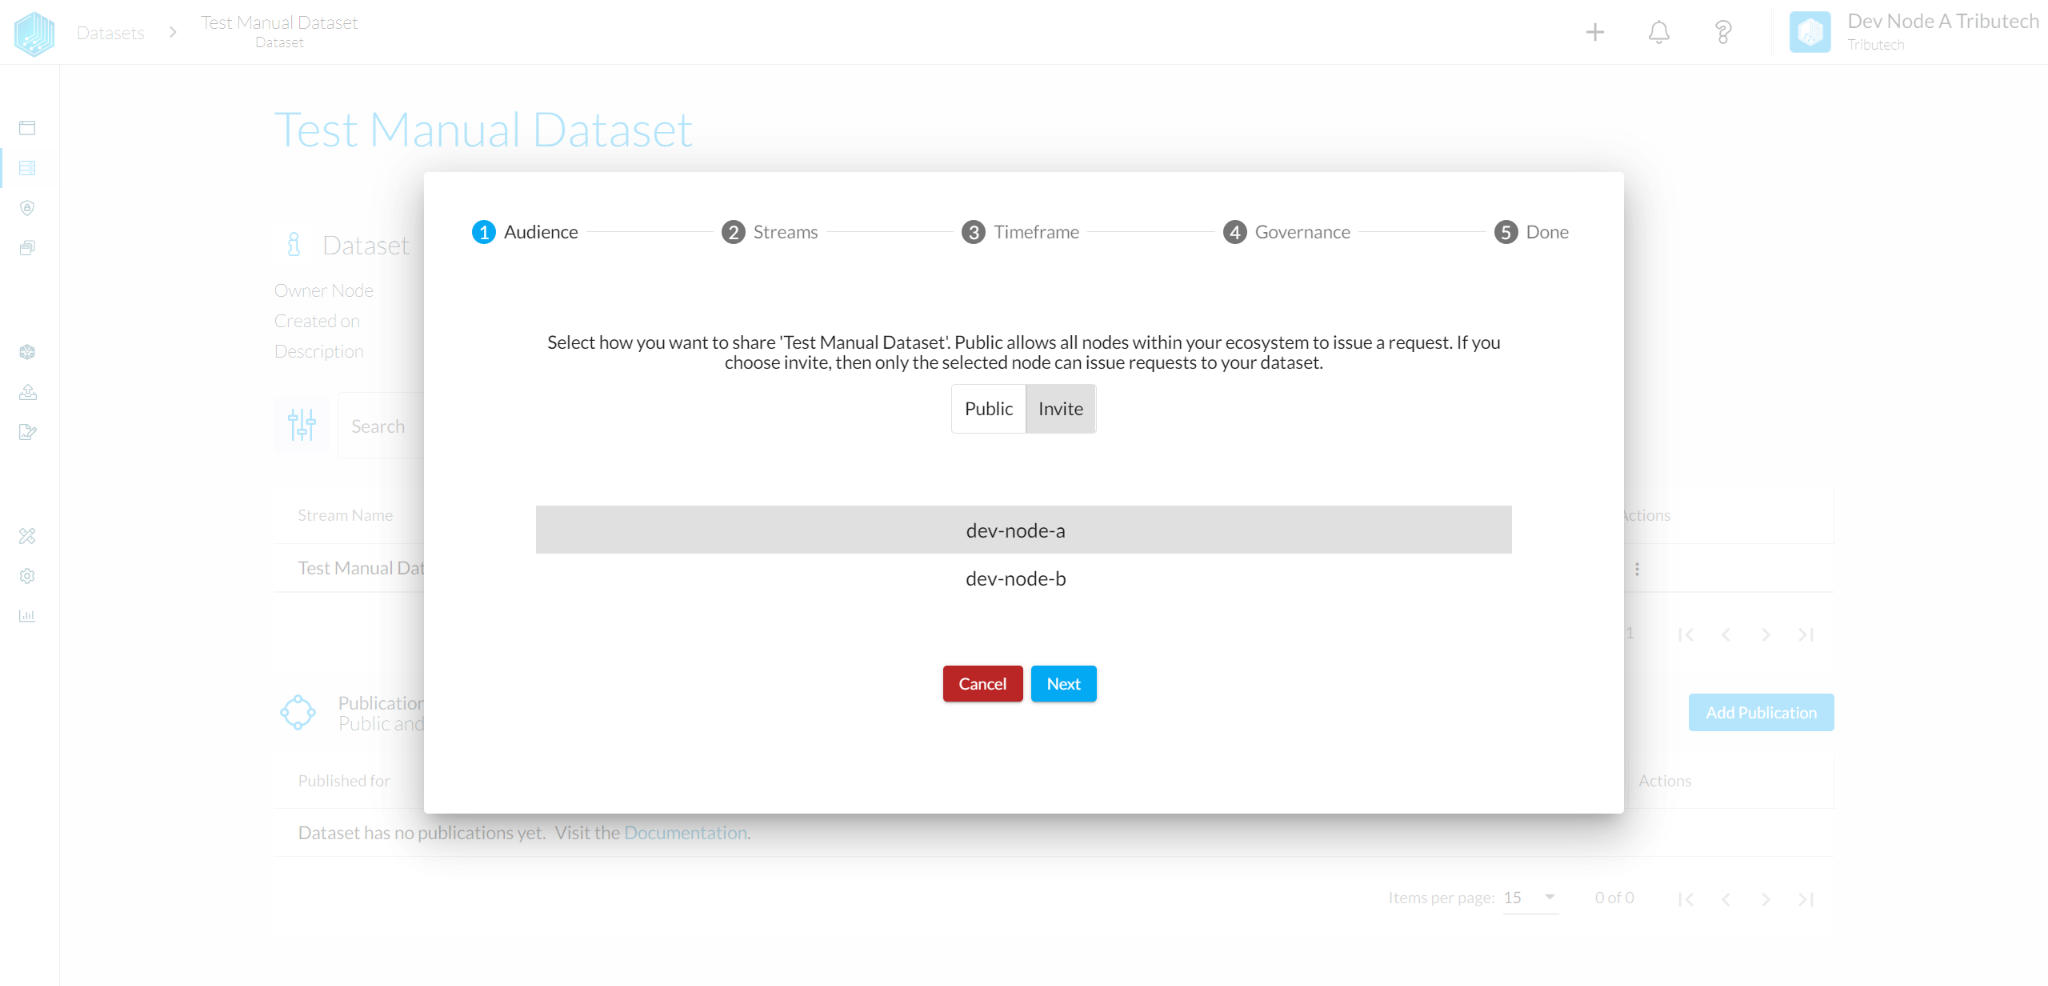 Datasets
Test Manual Dataset
Dataset
Dev Node A Tributech
Tributech
Test Manual Dataset
1 Audience
2 Streams
3 Timeframe
4 Governance
5 Done
Dataset
Owner Node
Created on
Description
Select how you want to share 'Test Manual Dataset'. Public allows all nodes within your ecosystem to issue a request. If you
choose invite, then only the selected node can issue requests to your dataset.
Public
Invite
Search
Stream Name
Actions
dev-node-a
Test Manual Dat
dev-node-b
1
Cancel
Next
Publication
Public and
Add Publication
Published for
Actions
Dataset has no publications yet. Visit the Documentation.
Items per page: 15
0 of 0